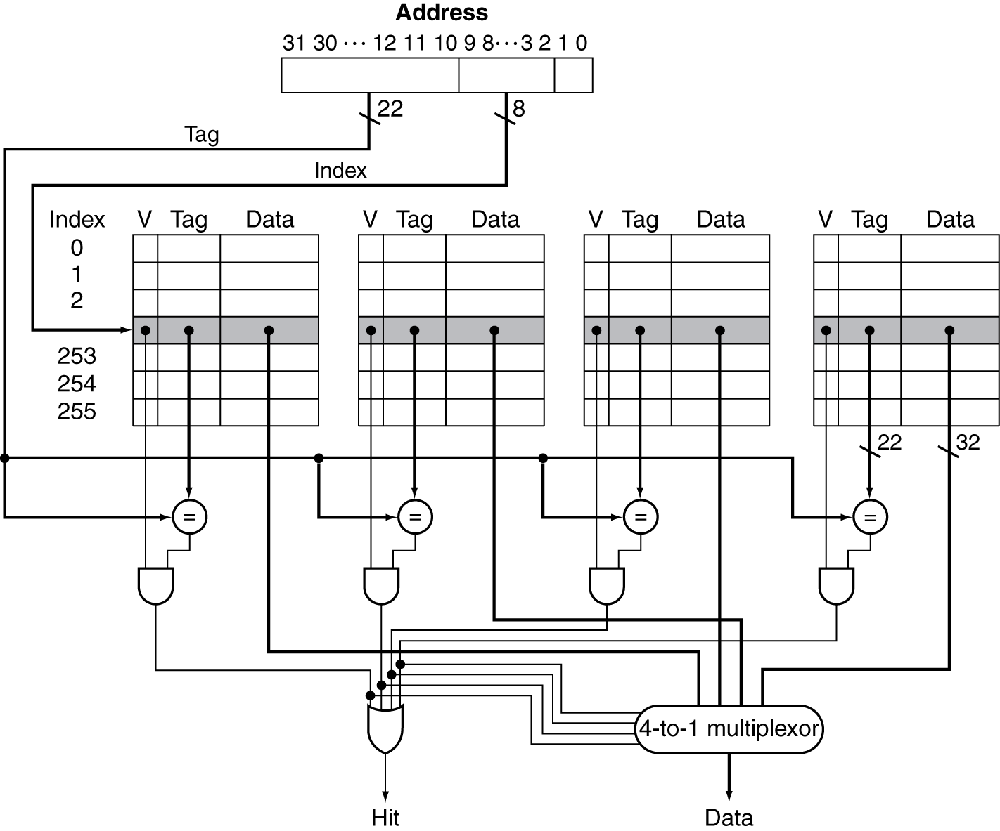 Address
31 30 ··· 12 11 10 9 8···3 2 1 0
22 8
Tag
Index
Index V Tag Data V Tag Data V Tag Data V Tag Data
0
1
2
253
254
255
22 32
= = = =
4-to-1 multiplexor
Hit Data